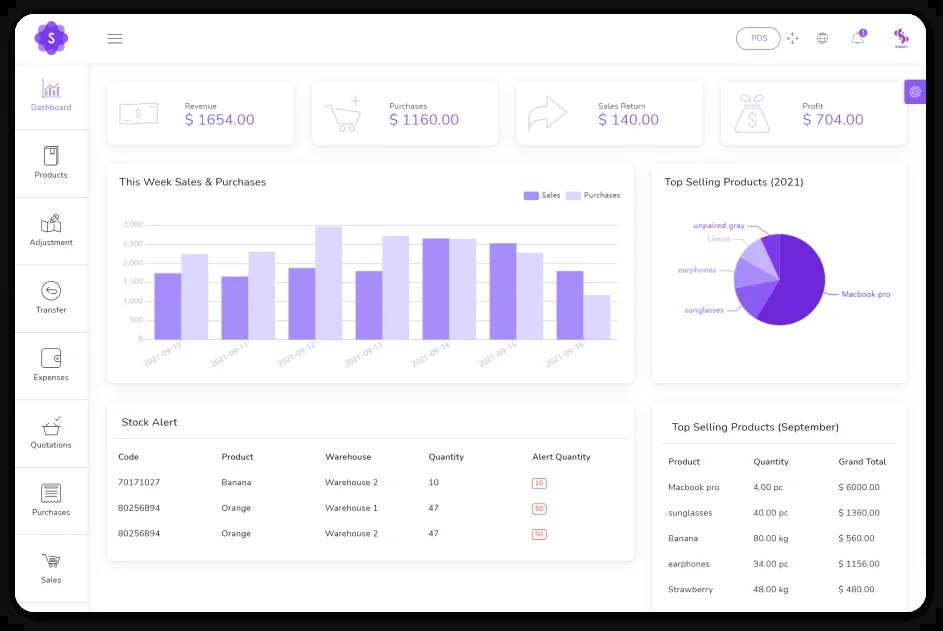 S
POS
1
Dashboard
Products
Adjustment
Transfer
Expenses
Quotations
Purchases
Sales
Revenue
$ 1654.00
Purchases
$ 1160.00
Sales Return
$ 140.00
Profit
$ 704.00
This Week Sales & Purchases
Sales Purchases
3,000
2,500
2,000
1,500
1,000
500
0
2021-09-10 2021-09-11 2021-09-12 2021-09-13 2021-09-14 2021-09-15 2021-09-16
Top Selling Products (2021)
unpaired gray
Limon
earphones
sunglasses
Macbook pro
Stock Alert
Code Product Warehouse Quantity Alert Quantity
70171027 Banana Warehouse 2 10 10
80256894 Orange Warehouse 1 47 50
80256894 Orange Warehouse 2 47 50
Top Selling Products (September)
Product Quantity Grand Total
Macbook pro 4.00 pc $ 6000.00
sunglasses 40.00 pc $ 1360.00
Banana 80.00 kg $ 560.00
earphones 34.00 pc $ 1156.00
Strawberry 48.00 kg $ 480.00